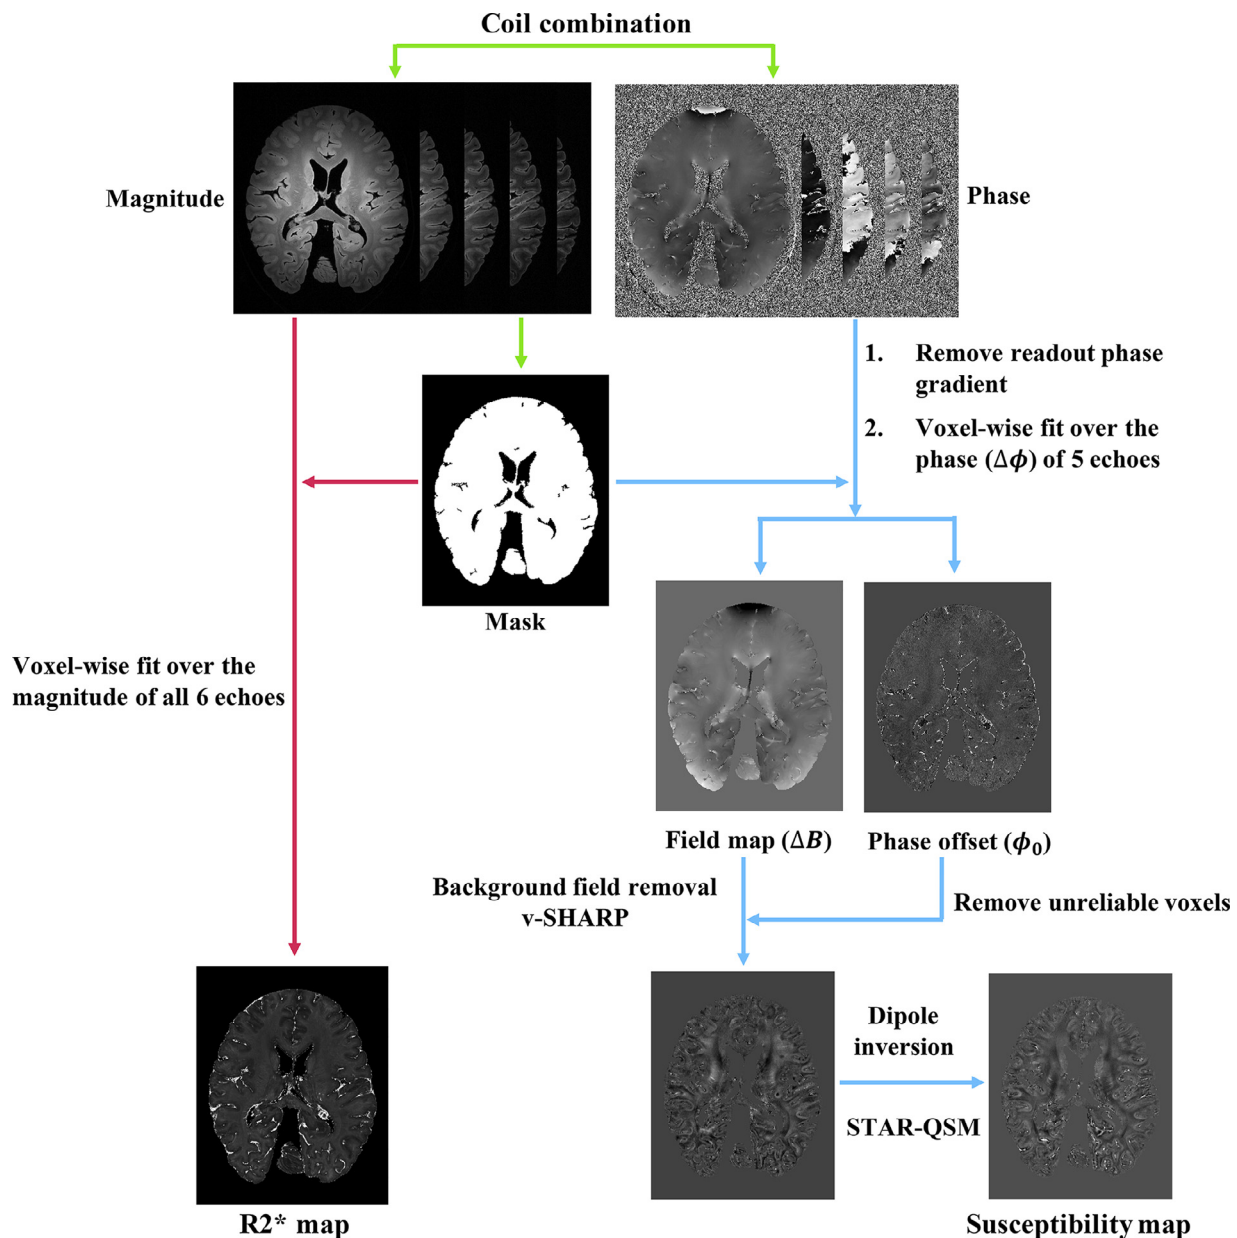 Coil combination
Magnitude
Phase
1. Remove readout phase
gradient
2. Voxel-wise fit over the
phase (Δϕ) of 5 echoes
Mask
Voxel-wise fit over the
magnitude of all 6 echoes
Field map (ΔB)
Phase offset (ϕ₀)
Background field removal
v-SHARP
Remove unreliable voxels
Dipole
inversion
STAR-QSM
R2* map
Susceptibility map